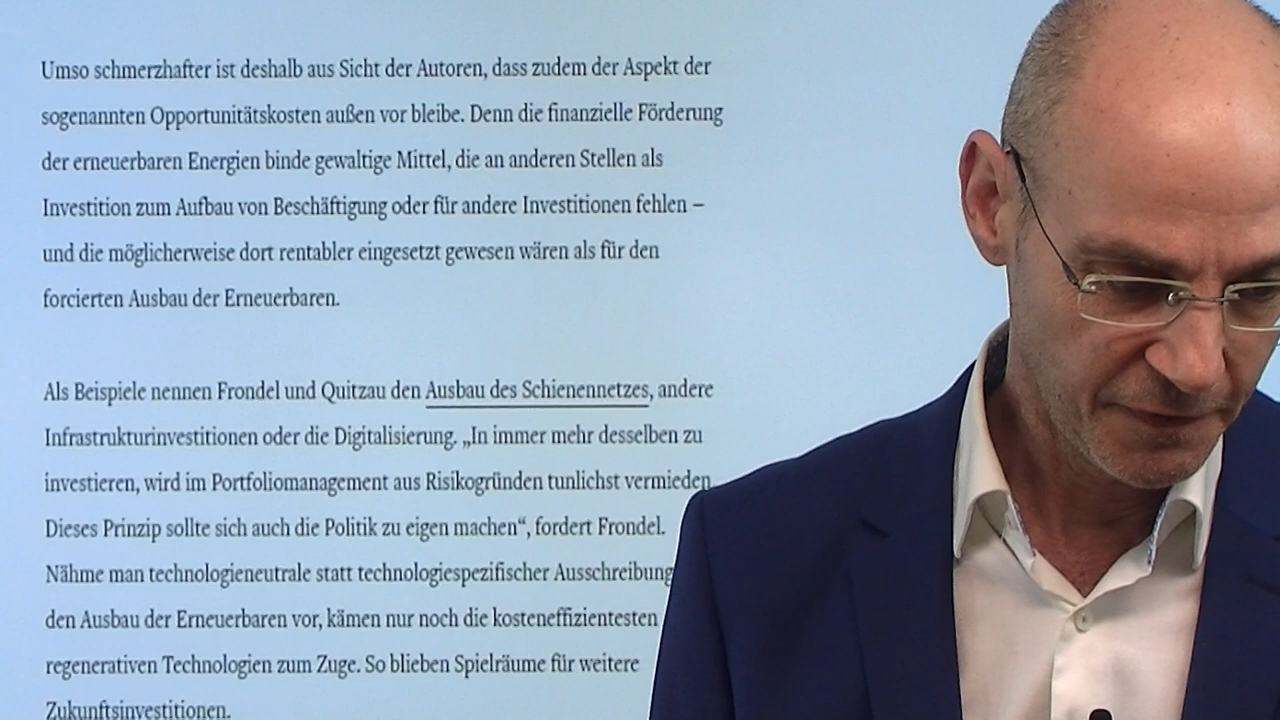 Umso schmerzhafter ist deshalb aus Sicht der Autoren, dass zudem der Aspekt der
sogenannten Opportunitätskosten außen vor bleibe. Denn die finanzielle Förderung
der erneuerbaren Energien binde gewaltige Mittel, die an anderen Stellen als
Investition zum Aufbau von Beschäftigung oder für andere Investitionen fehlen –
und die möglicherweise dort rentabler eingesetzt gewesen wären als für den
forcierten Ausbau der Erneuerbaren.
Als Beispiele nennen Frondel und Quitzau den Ausbau des Schienennetzes, andere
Infrastrukturinvestitionen oder die Digitalisierung. „In immer mehr desselben zu
investieren, wird im Portfoliomanagement aus Risikogründen tunlichst vermieden.
Dieses Prinzip sollte sich auch die Politik zu eigen machen“, fordert Frondel.
Nähme man technologieneutrale statt technologiespezifischer Ausschreibung
den Ausbau der Erneuerbaren vor, kämen nur noch die kosteneffizientesten
regenerativen Technologien zum Zuge. So blieben Spielräume für weitere
Zukunftsinvestitionen.